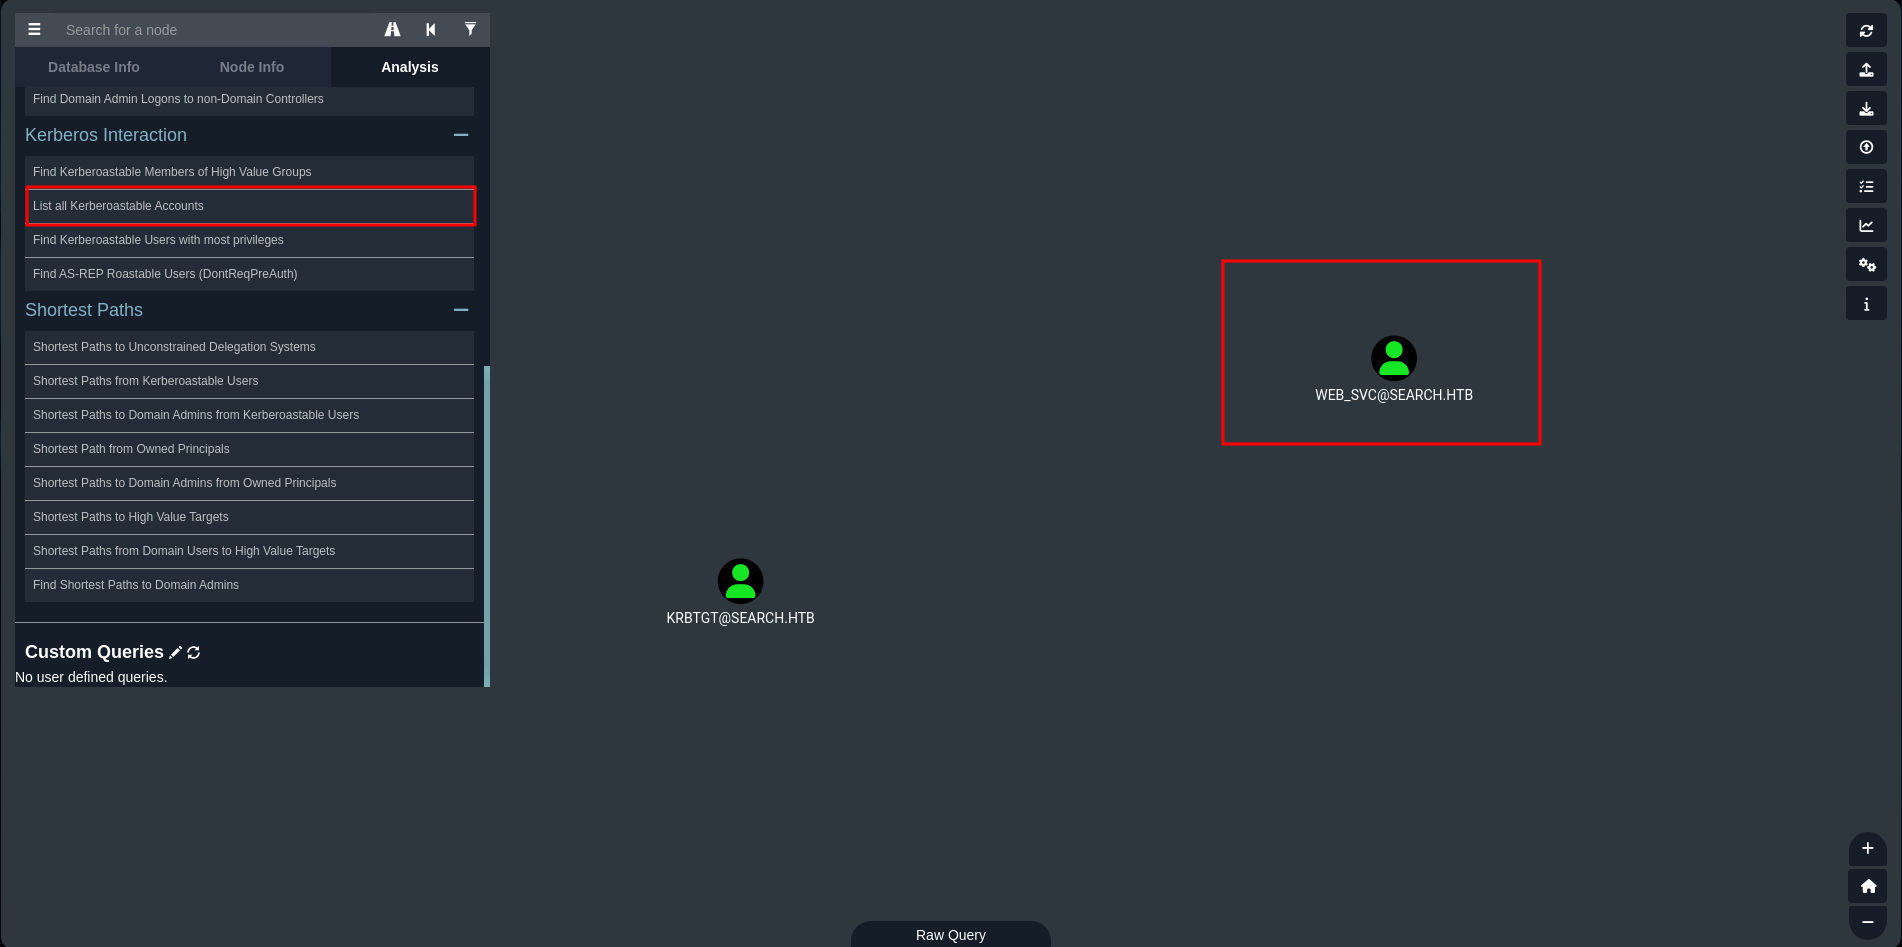 Search for a node
Database Info
Node Info
Analysis
Find Domain Admin Logons to non-Domain Controllers
Kerberos Interaction
Find Kerberoastable Members of High Value Groups
List all Kerberoastable Accounts
Find Kerberoastable Users with most privileges
Find AS-REP Roastable Users (DontReqPreAuth)
Shortest Paths
Shortest Paths to Unconstrained Delegation Systems
Shortest Paths from Kerberoastable Users
Shortest Paths to Domain Admins from Kerberoastable Users
Shortest Path from Owned Principals
Shortest Paths to Domain Admins from Owned Principals
Shortest Paths to High Value Targets
Shortest Paths from Domain Users to High Value Targets
Find Shortest Paths to Domain Admins
Custom Queries
No user defined queries.
WEB_SVC@SEARCH.HTB
KRBTGT@SEARCH.HTB
Raw Query